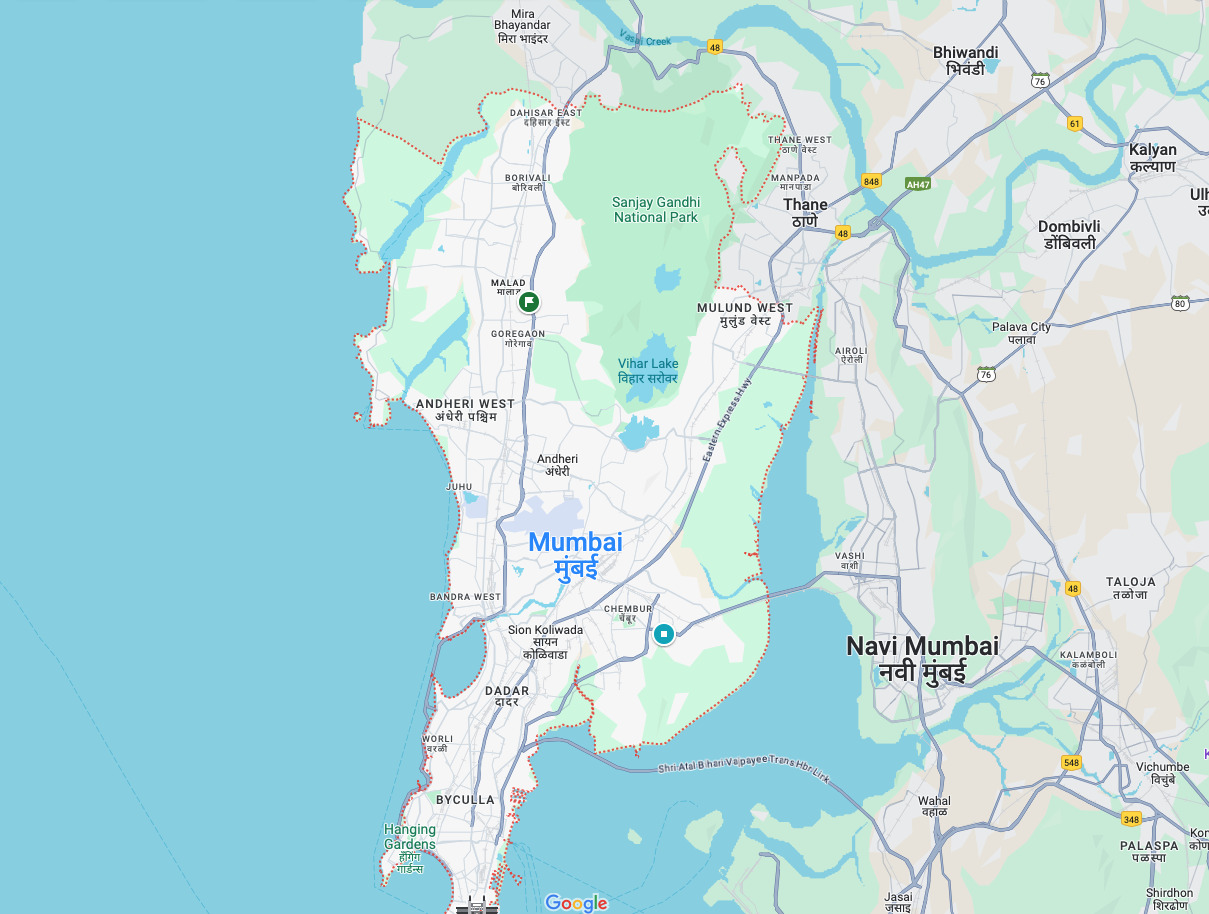 Mira
Bhayandar
मिरा भाइंदर
Vasai Creek
48
Bhiwandi
भिवंडी
76
DAHISAR EAST
दहिसार ईस्ट
61
THANE WEST
ठाणे वेस्ट
Kalyan
कल्याण
BORIVALI
बोरिवली
MANPADA
मानपाडा
848
AH47
Sanjay Gandhi
National Park
Thane
ठाणे
48
Dombivli
डोंबिवली
MALAD
मालाड
MULUND WEST
मुलुंड वेस्ट
80
GOREGAON
गोरेगाव
Palava City
पलावा
AIROLI
ऐरोली
Vihar Lake
विहार सरोवर
76
ANDHERI WEST
अंधेरी पश्चिम
Eastern Express Hwy
Andheri
अंधेरी
JUHU
Mumbai
मुंबई
VASHI
वाशी
BANDRA WEST
CHEMBUR
चेंबूर
48
TALOJA
तळोजा
Sion Koliwada
सायन
कोळिवाडा
Navi Mumbai
नवी मुंबई
KALAMBOLI
कळंबोली
DADAR
दादर
WORLI
वरळी
Shri Atal Bihari Vajpayee Trans Hbr Link
548
Vichumbe
विचुंबे
BYCULLA
Wahal
वहाळ
348
Hanging
Gardens
हँगिंग
गार्डन्स
PALASPA
पळस्पा
Jasai
जसाई
Shirdhon
शिरढोण
Google